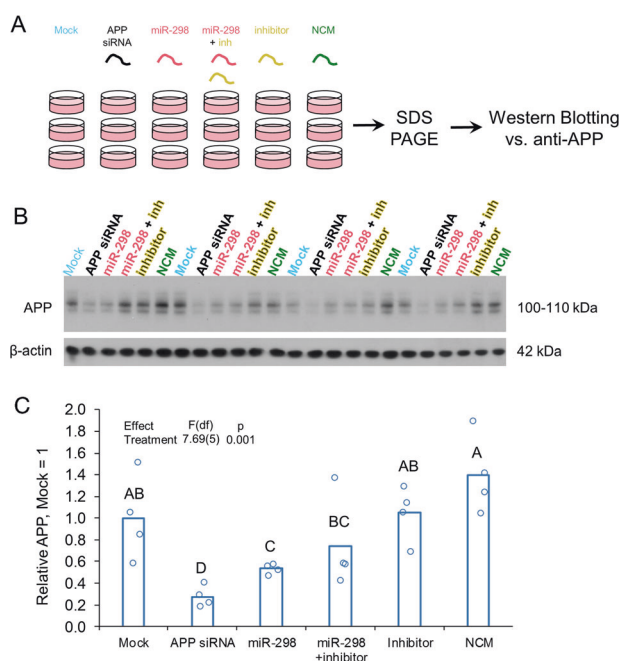 A
Mock
APP
siRNA
miR-298
miR-298
+ inh
inhibitor
NCM
SDS
PAGE
Western Blotting
vs. anti-APP
B
Mock
APP siRNA
miR-298
miR-298 + inh
inhibitor
NCM
Mock
APP siRNA
miR-298
miR-298 + inh
inhibitor
NCM
Mock
APP siRNA
miR-298
miR-298 + inh
inhibitor
NCM
Mock
APP siRNA
miR-298
miR-298 + inh
inhibitor
NCM
APP
100-110 kDa
β-actin
42 kDa
C
Relative APP, Mock = 1
2.0
1.8
1.6
1.4
1.2
1.0
0.8
0.6
0.4
0.2
0.0
Effect F(df) p
Treatment 7.69(5) 0.001
AB
D
C
BC
AB
A
Mock
APP siRNA
miR-298
miR-298
+inhibitor
Inhibitor
NCM